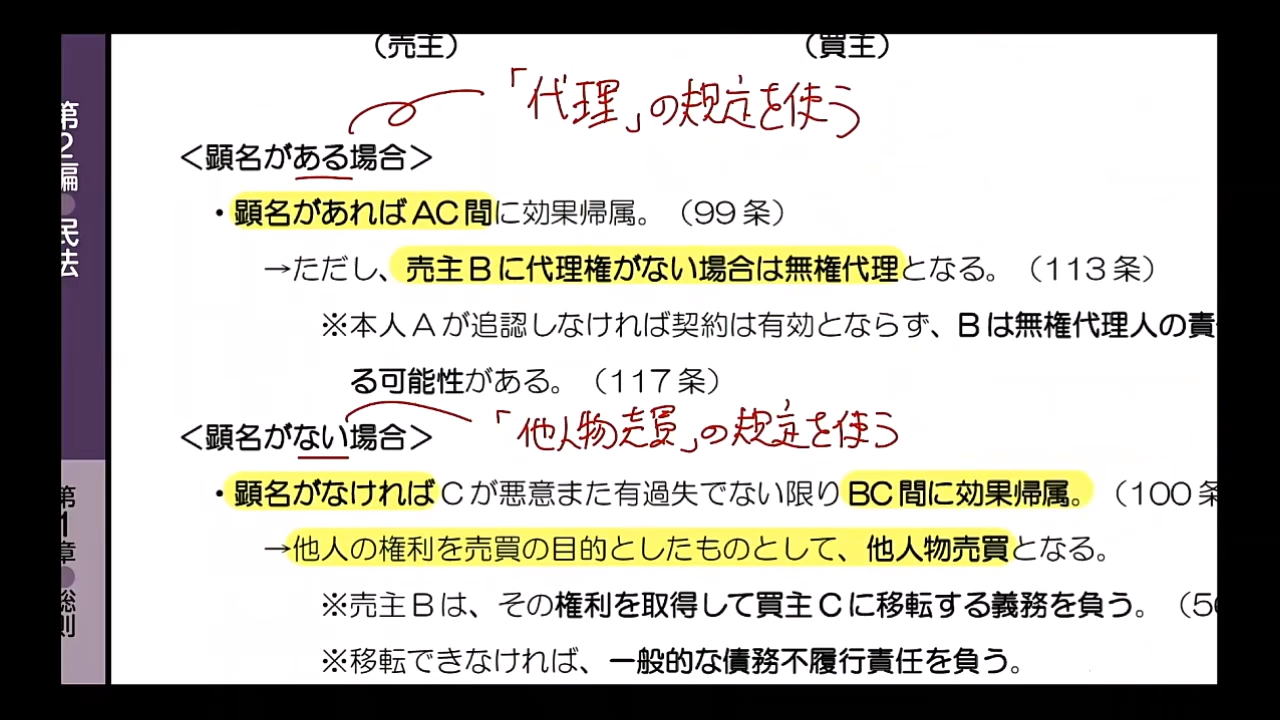 (売主)
(買主)
「代理」の規定を使う
<顕名がある場合>
・顕名があればAC間に効果帰属。(99条)
→ただし、売主Bに代理権がない場合は無権代理となる。(113条)
※本人Aが追認しなければ契約は有効とならず、Bは無権代理人の責
る可能性がある。(117条)
「他人物売買」の規定を使う
<顕名がない場合>
・顕名がなければCが悪意また有過失でない限りBC間に効果帰属。(100条
→他人の権利を売買の目的としたものとして、他人物売買となる。
※売主Bは、その権利を取得して買主Cに移転する義務を負う。(56
※移転できなければ、一般的な債務不履行責任を負う。
第2編●民法
第1章●総則